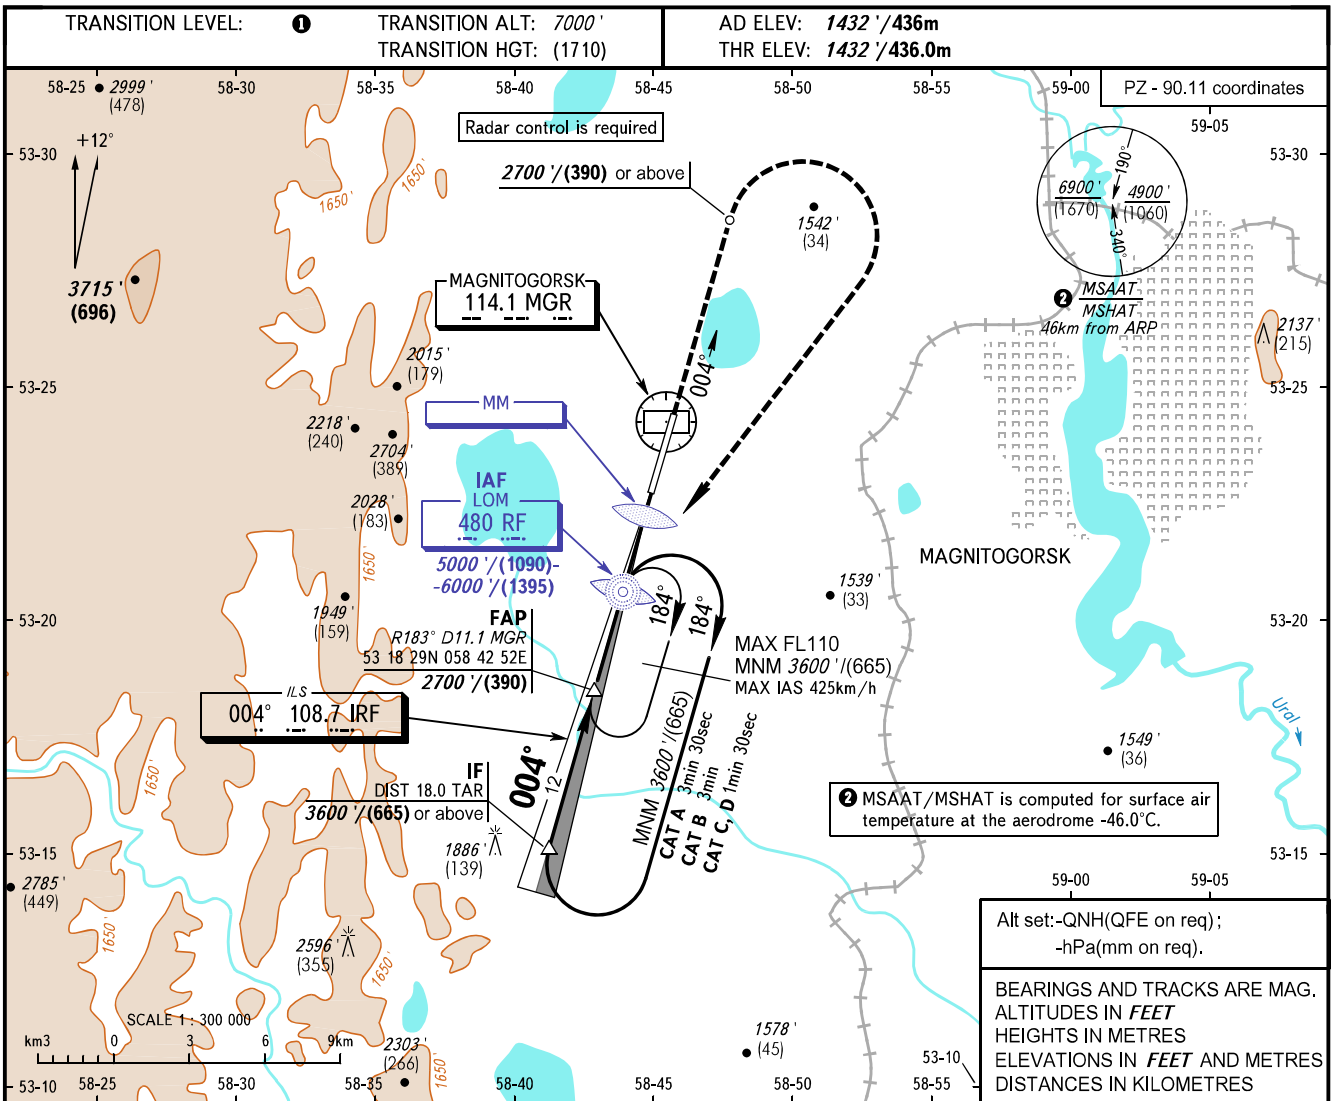 TRANSITION LEVEL: 1
TRANSITION ALT: 7000 '
TRANSITION HGT: (1710)
AD ELEV: 1432 '/436m
THR ELEV: 1432 '/436.0m
58-25
58-30
58-35
58-40
58-45
58-50
58-55
59-00
PZ - 90.11 coordinates
59-05
2999 '
(478)
+12°
53-30
53-30
Radar control is required
2700 '/(390) or above
1650 '
1650 '
1542 '
(34)
190°
6900 '
(1670)
4900 '
(1060)
340°
3715 '
(696)
MAGNITOGORSK
114.1 MGR
2 MSAAT
MSHAT
46km from ARP
2137 '
(215)
2015 '
(179)
004°
53-25
53-25
MM
2218 '
(240)
2704 '
(389)
IAF
LOM
480 RF
5000 '/(1090)-
-6000 '/(1395)
2028 '
(183)
1650 '
MAGNITOGORSK
1539 '
(33)
1949 '
(159)
53-20
53-20
FAP
R183° D11.1 MGR
53 18 29N 058 42 52E
2700 '/(390)
184°
184°
MAX FL110
MNM 3600 '/(665)
MAX IAS 425km/h
ILS
004° 108.7 IRF
Ural
1549 '
(36)
1650 '
IF
DIST 18.0 TAR
3600 '/(665) or above
004°
12
MNM 3600 '/(665)
CAT A 3min 30sec
CAT B 3min
CAT C, D 1min 30sec
2 MSAAT/MSHAT is computed for surface air
temperature at the aerodrome -46.0°C.
1886 '
(139)
53-15
53-15
2785 '
(449)
59-00
59-05
1650 '
2596 '
(355)
1650 '
Alt set:-QNH(QFE on req);
-hPa(mm on req).
BEARINGS AND TRACKS ARE MAG.
ALTITUDES IN FEET
HEIGHTS IN METRES
ELEVATIONS IN FEET AND METRES
DISTANCES IN KILOMETRES
SCALE 1 : 300 000
km3 0 3 6 9km
2303 '
(266)
1650 '
1578 '
(45)
53-10
53-10
58-25
58-30
58-35
58-40
58-45
58-50
58-55